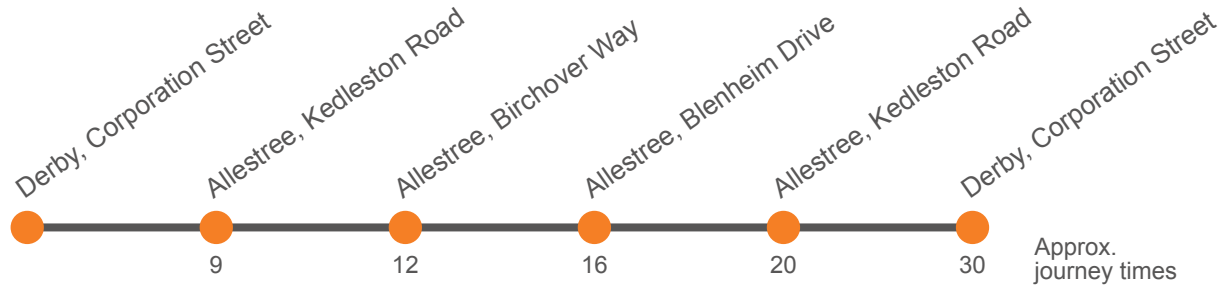 Derby, Corporation Street
Allestree, Kedleston Road
Allestree, Birchover Way
Allestree, Blenheim Drive
Allestree, Kedleston Road
Derby, Corporation Street
9
12
16
20
30
Approx.
journey times